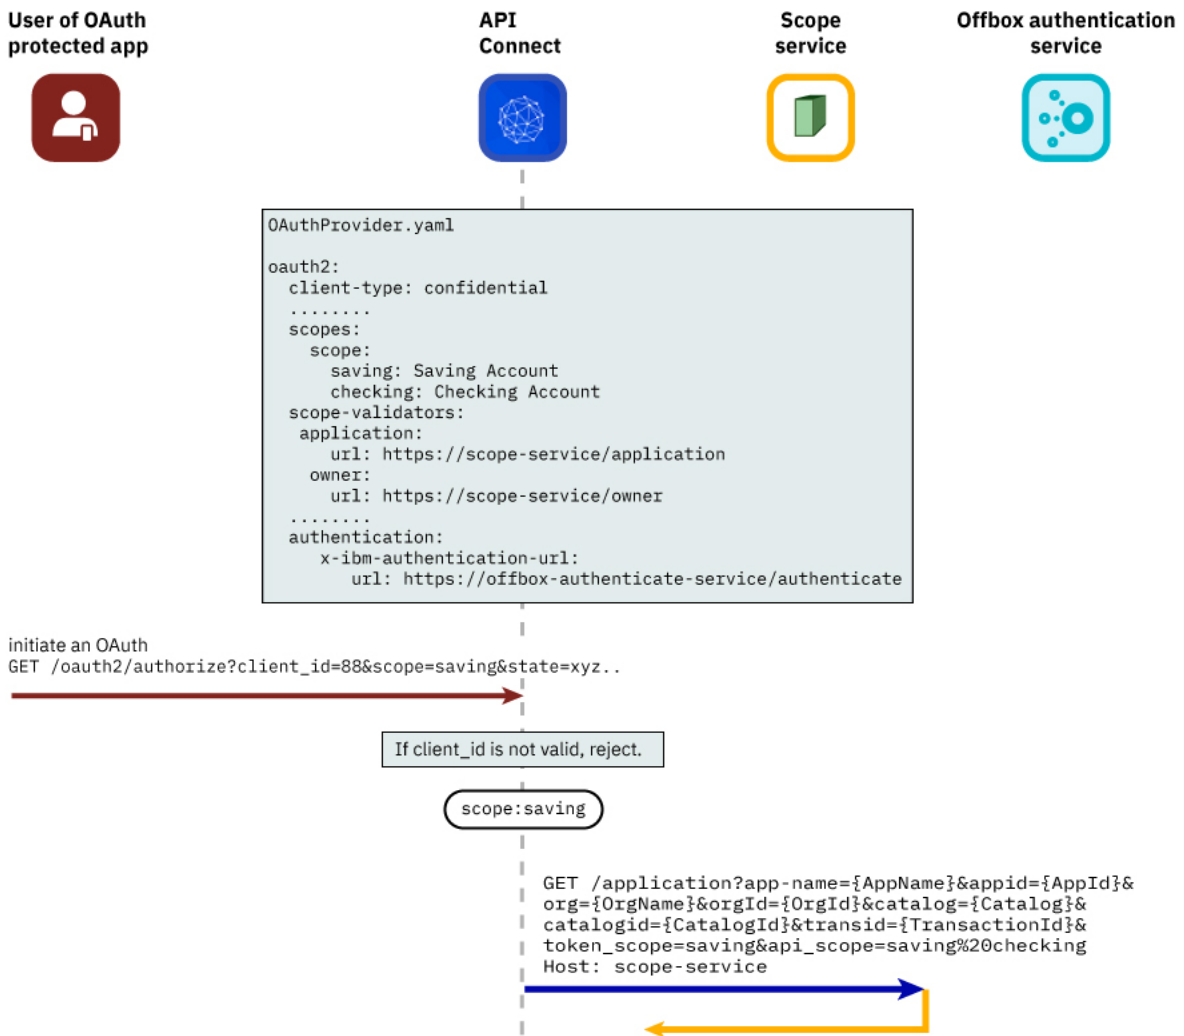 User of OAuth
protected app
API
Connect
Scope
service
Offbox authentication
service
OAuthProvider.yaml
oauth2:
  client-type: confidential
  ........
  scopes:
    scope:
      saving: Saving Account
      checking: Checking Account
  scope-validators:
   application:
      url: https://scope-service/application
    owner:
      url: https://scope-service/owner
  ........
  authentication:
     x-ibm-authentication-url:
        url: https://offbox-authenticate-service/authenticate
initiate an OAuth
GET /oauth2/authorize?client_id=88&scope=saving&state=xyz..
If client_id is not valid, reject.
scope:saving
GET /application?app-name={AppName}&appid={AppId}&
org={OrgName}&orgId={OrgId}&catalog={Catalog}&
catalogid={CatalogId}&transid={TransactionId}&
token_scope=saving&api_scope=saving%20checking
Host: scope-service